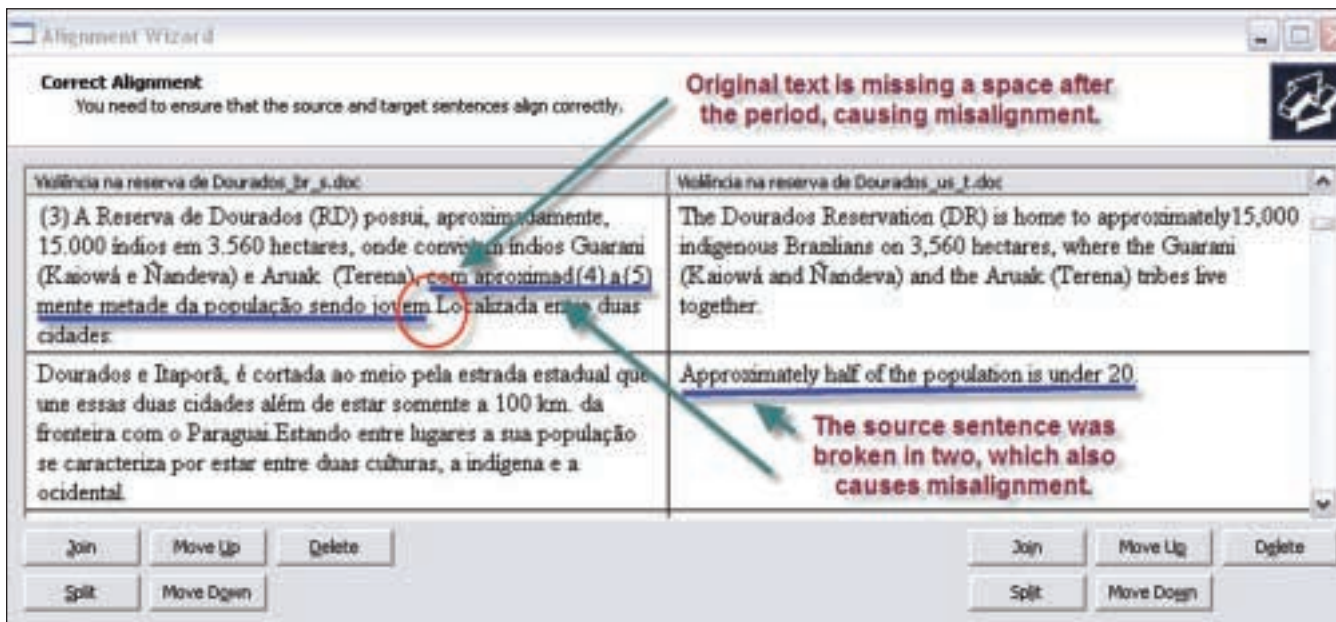 Alignment Wizard
Correct Alignment
You need to ensure that the source and target sentences align correctly.
Original text is missing a space after
the period, causing misalignment.
Violência na reserva de Dourados_br_s.doc
(3) A Reserva de Dourados (RD) possui, aproximadamente,
15.000 índios em 3.560 hectares, onde convivem índios Guarani
(Kaiowá e Ñandeva) e Aruak (Terena), com aproximad(4) a(5)
mente metade da população sendo jovem.Localizada entre duas
cidades:
Dourados e Itaporã, é cortada ao meio pela estrada estadual que
une essas duas cidades além de estar somente a 100 km. da
fronteira com o Paraguai.Estando entre lugares a sua população
se caracteriza por estar entre duas culturas, a indígena e a
ocidental.
Violência na reserva de Dourados_us_t.doc
The Dourados Reservation (DR) is home to approximately15,000
indigenous Brazilians on 3,560 hectares, where the Guarani
(Kaiowá and Ñandeva) and the Aruak (Terena) tribes live
together.
Approximately half of the population is under 20.
The source sentence was
broken in two, which also
causes misalignment.
Join Move Up Delete
Split Move Down
Join Move Up Delete
Split Move Down